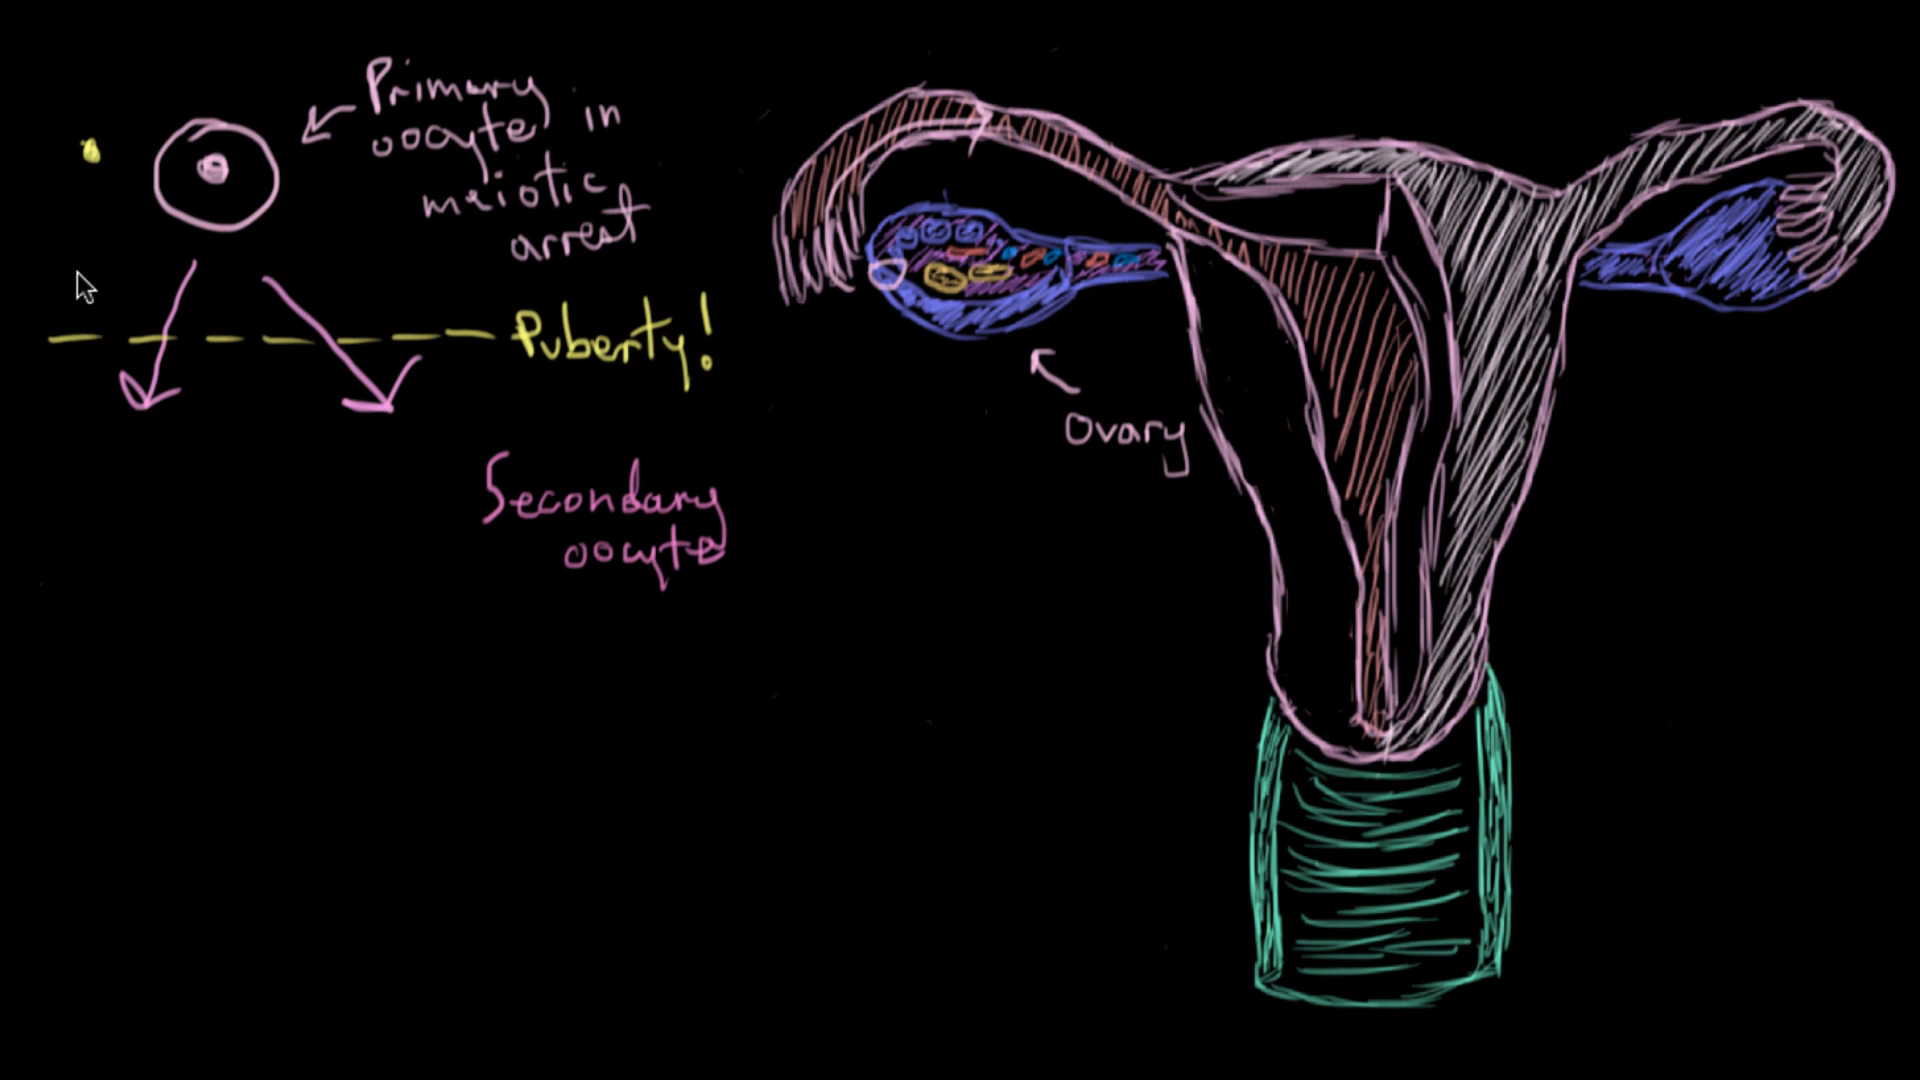 Primary
oocyte in
meiotic
arrest
Puberty!
Ovary
Secondary
oocyte